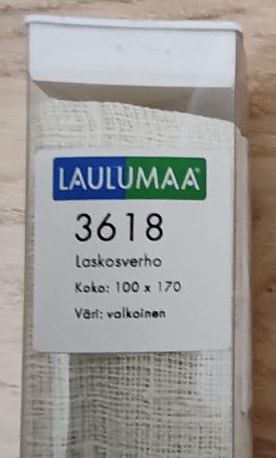 LAULUMAA®
3618
Laskosverho
Koko: 100 x 170
Väri: valkoinen